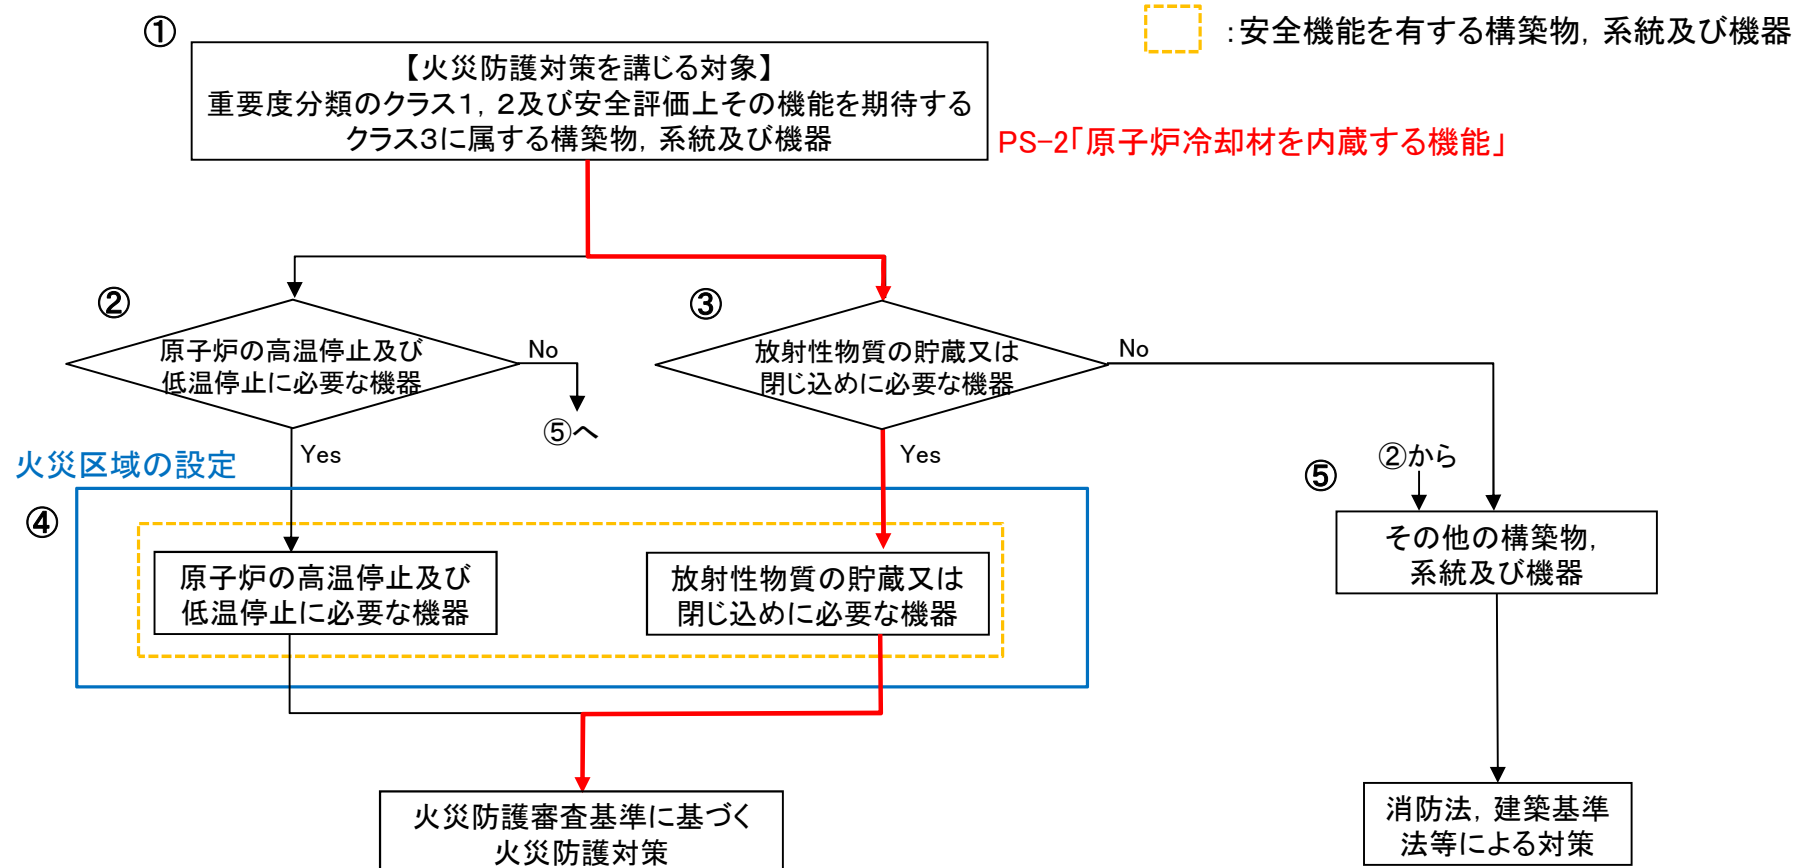 ①
:安全機能を有する構築物，系統及び機器
【火災防護対策を講じる対象】
重要度分類のクラス1，2及び安全評価上その機能を期待する
クラス3に属する構築物，系統及び機器
PS-2「原子炉冷却材を内蔵する機能」
②
原子炉の高温停止及び
低温停止に必要な機器
No
⑤へ
Yes
③
放射性物質の貯蔵又は
閉じ込めに必要な機器
No
Yes
火災区域の設定
④
原子炉の高温停止及び
低温停止に必要な機器
放射性物質の貯蔵又は
閉じ込めに必要な機器
②から
⑤
その他の構築物，
系統及び機器
火災防護審査基準に基づく
火災防護対策
消防法，建築基準
法等による対策